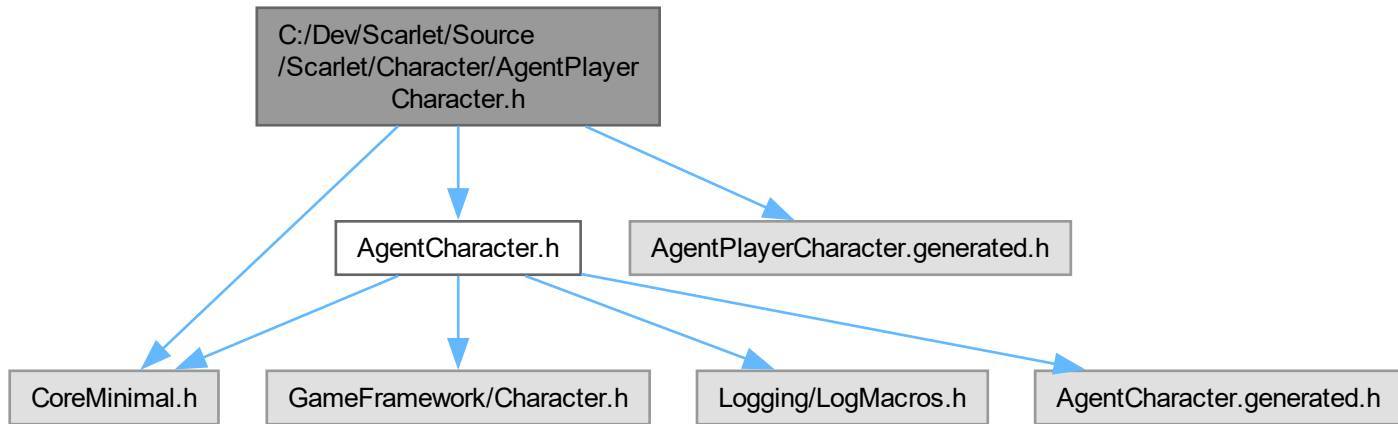 C:/Dev/Scarlet/Source
/Scarlet/Character/AgentPlayer
Character.h
AgentCharacter.h
AgentPlayerCharacter.generated.h
CoreMinimal.h
GameFramework/Character.h
Logging/LogMacros.h
AgentCharacter.generated.h